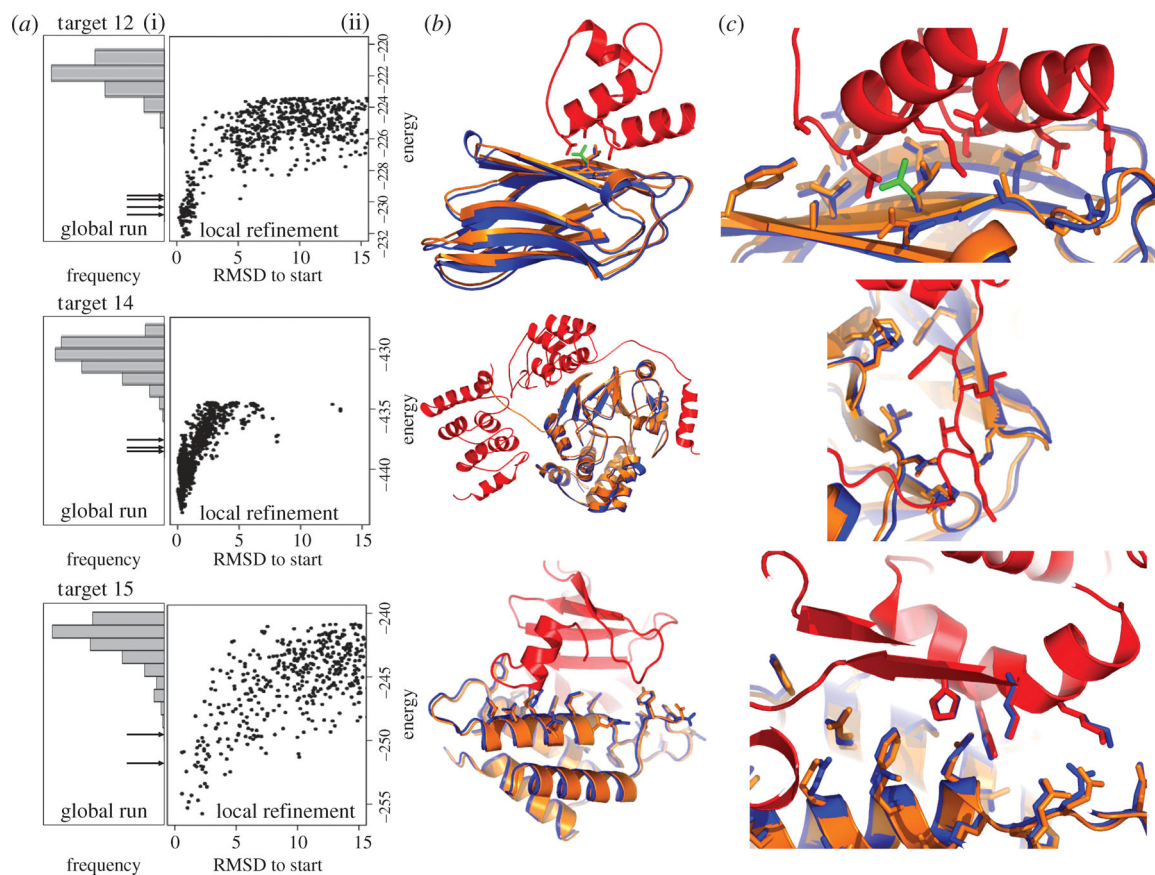 (a) target 12 (i) (ii) (b) (c)
-220
-222
-224
-226
-228
-230
-232
energy
global run local refinement
0 5 10 15
frequency RMSD to start
target 14
-430
-435
-440
energy
global run local refinement
0 5 10 15
frequency RMSD to start
target 15
-240
-245
-250
-255
energy
global run local refinement
0 5 10 15
frequency RMSD to start